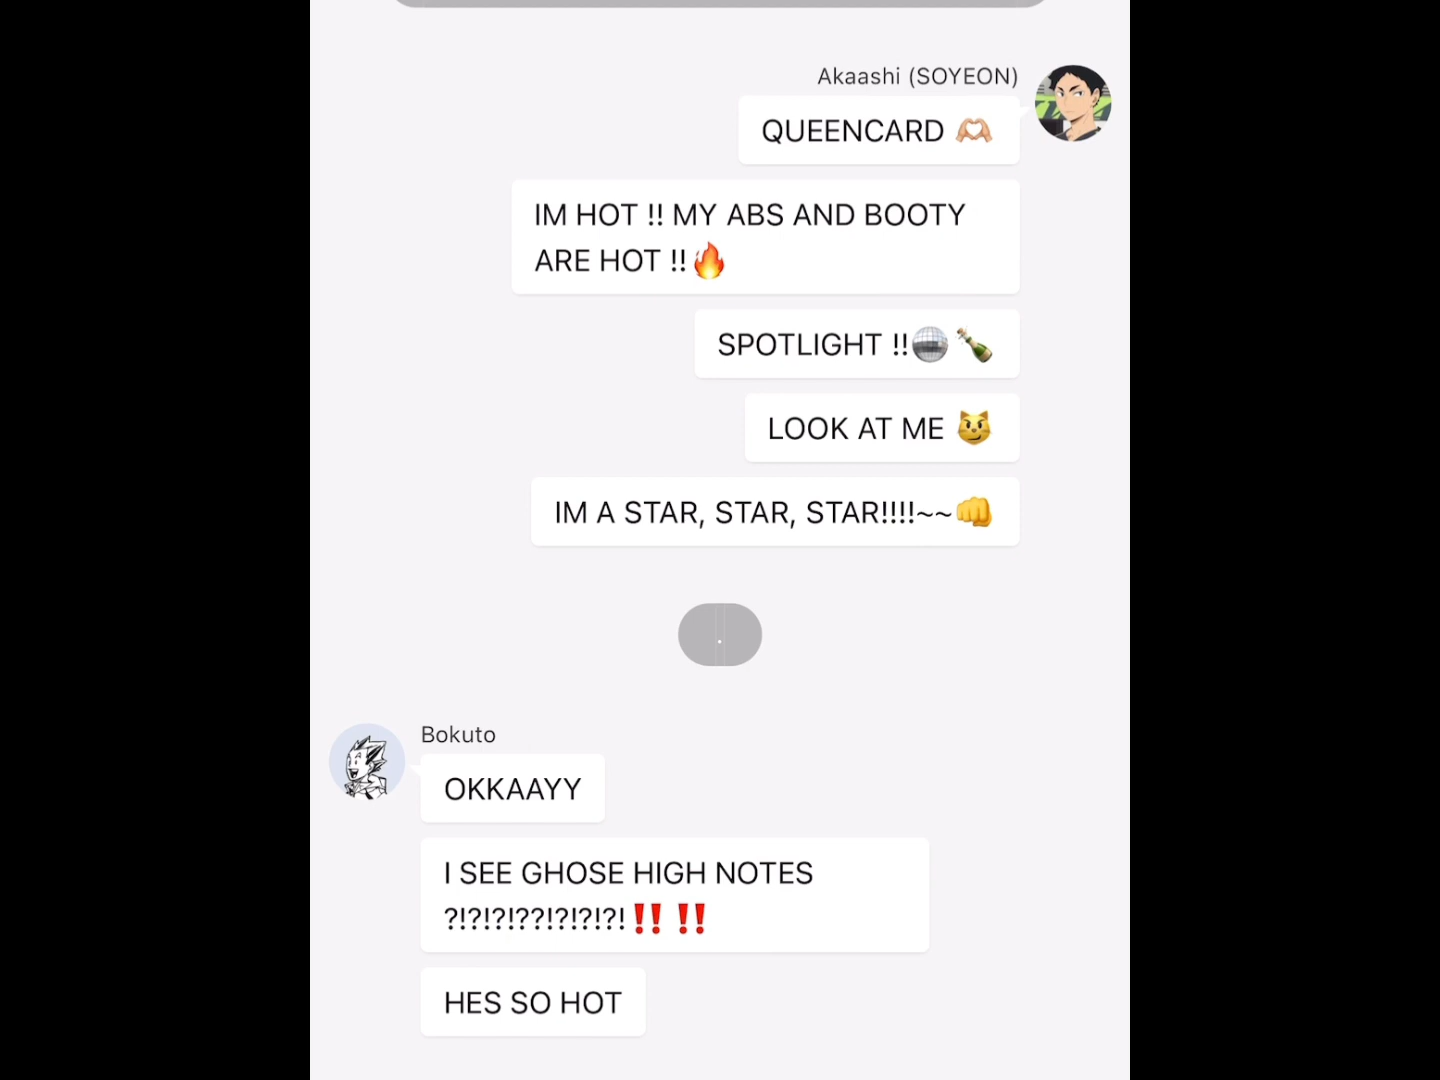 Akaashi (SOYEON)
QUEENCARD 🫶🏼
IM HOT !! MY ABS AND BOOTY
ARE HOT !!🔥
SPOTLIGHT !!🪩🍾
LOOK AT ME 😼
IM A STAR, STAR, STAR!!!!~~👊
.
Bokuto
OKKAAYY
I SEE GHOSE HIGH NOTES
?!?!?!??!?!?!?!‼️ ‼️
HES SO HOT